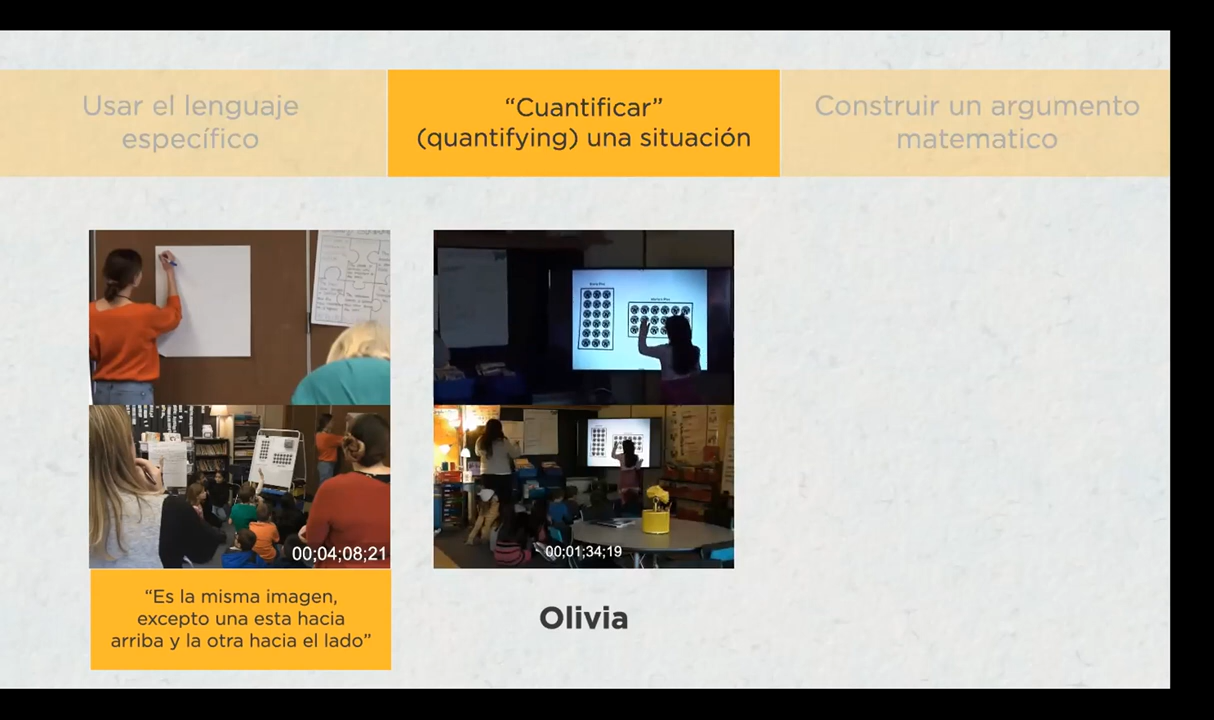 Usar el lenguaje
específico
“Cuantificar”
(quantifying) una situación
Construir un argumento
matematico
00;04;08;21
00;01;34;19
“Es la misma imagen,
excepto una esta hacia
arriba y la otra hacia el lado”
Olivia